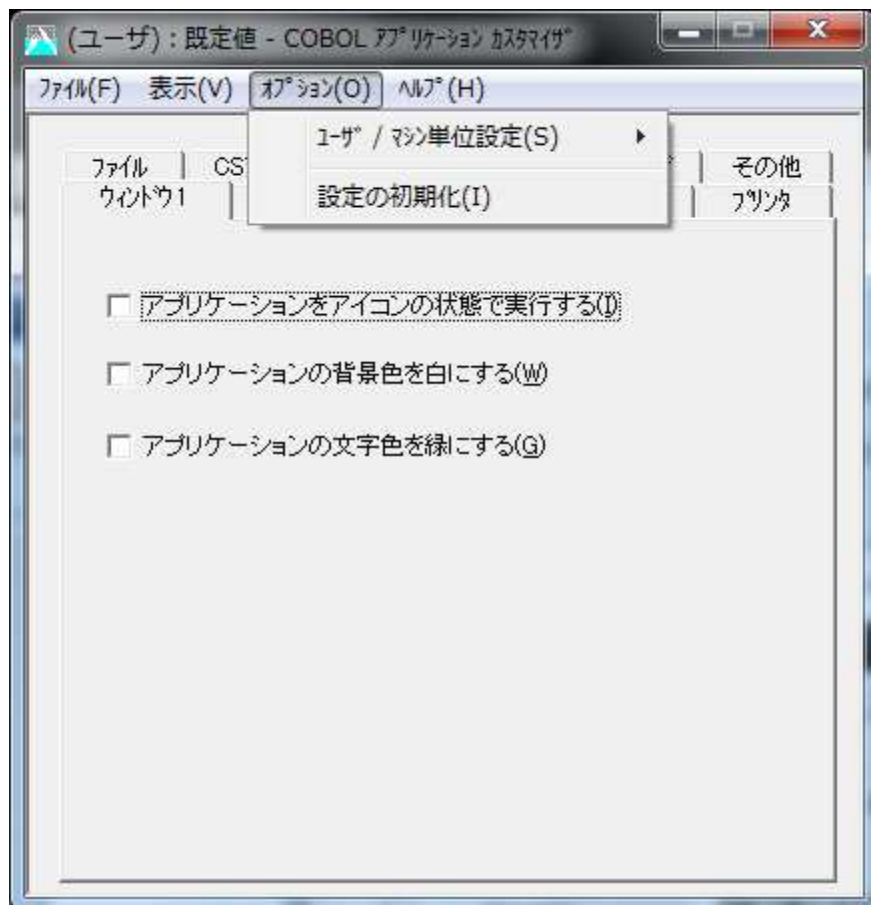 (ユーザ) : 既定値 - COBOL ｱﾌﾟﾘｹｰｼｮﾝ ｶｽﾀﾏｲｻﾞ
ﾌｧｲﾙ(F) 表示(V) ｵﾌﾟｼｮﾝ(O) ﾍﾙﾌﾟ(H)
ﾕｰｻﾞ / ﾏｼﾝ単位設定(S)
設定の初期化(I)
ファイル CS その他
ウィンドウ1 プリンタ
アプリケーションをアイコンの状態で実行する(I)
アプリケーションの背景色を白にする(W)
アプリケーションの文字色を緑にする(G)